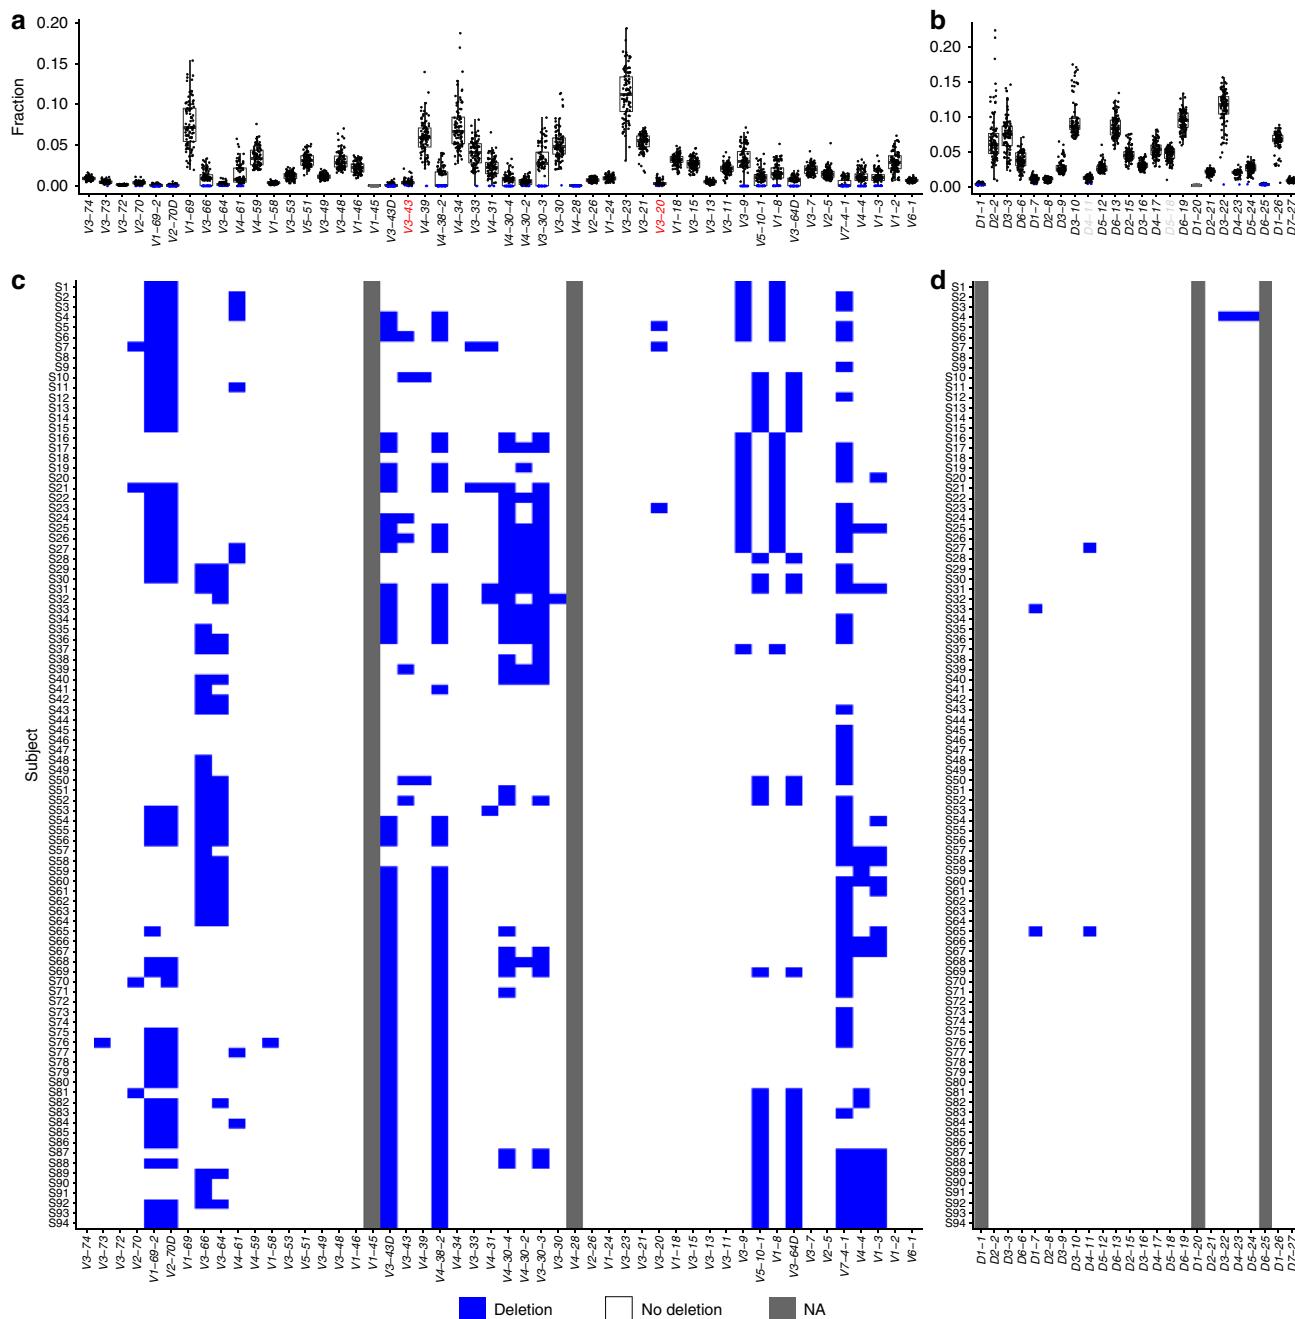 a
Fraction
0.20
0.15
0.10
0.05
0.00
V3–74 V3–73 V3–72 V2–70 V1–69–2 V2–70D V1–69 V3–66 V3–64 V4–61 V4–59 V1–58 V3–53 V5–51 V3–49 V3–48 V1–46 V1–45 V3–43D V3–43 V4–39 V4–38–2 V4–34 V3–33 V4–31 V4–30–4 V4–30–2 V3–30–3 V3–30 V4–28 V2–26 V1–24 V3–23 V3–21 V3–20 V1–18 V3–15 V3–13 V3–11 V3–9 V5–10–1 V1–8 V3–64D V3–7 V2–5 V7–4–1 V4–4 V1–3 V1–2 V6–1
b
0.20
0.15
0.10
0.05
0.00
D1–1 D2–2 D3–3 D6–6 D1–7 D2–8 D3–9 D3–10 D4–11 D5–12 D6–13 D2–15 D3–16 D4–17 D5–18 D6–19 D1–20 D2–21 D3–22 D4–23 D5–24 D6–25 D1–26 D7–27
c
Subject
S1
S2
S3
S4
S5
S6
S7
S8
S9
S10
S11
S12
S13
S14
S15
S16
S17
S18
S19
S20
S21
S22
S23
S24
S25
S26
S27
S28
S29
S30
S31
S32
S33
S34
S35
S36
S37
S38
S39
S40
S41
S42
S43
S44
S45
S46
S47
S48
S49
S50
S51
S52
S53
S54
S55
S56
S57
S58
S59
S60
S61
S62
S63
S64
S65
S66
S67
S68
S69
S70
S71
S72
S73
S74
S75
S76
S77
S78
S79
S80
S81
S82
S83
S84
S85
S86
S87
S88
S89
S90
S91
S92
S93
S94
V3–74 V3–73 V3–72 V2–70 V1–69–2 V2–70D V1–69 V3–66 V3–64 V4–61 V4–59 V1–58 V3–53 V5–51 V3–49 V3–48 V1–46 V1–45 V3–43D V3–43 V4–39 V4–38–2 V4–34 V3–33 V4–31 V4–30–4 V4–30–2 V3–30–3 V3–30 V4–28 V2–26 V1–24 V3–23 V3–21 V3–20 V1–18 V3–15 V3–13 V3–11 V3–9 V5–10–1 V1–8 V3–64D V3–7 V2–5 V7–4–1 V4–4 V1–3 V1–2 V6–1
d
S1
S2
S3
S4
S5
S6
S7
S8
S9
S10
S11
S12
S13
S14
S15
S16
S17
S18
S19
S20
S21
S22
S23
S24
S25
S26
S27
S28
S29
S30
S31
S32
S33
S34
S35
S36
S37
S38
S39
S40
S41
S42
S43
S44
S45
S46
S47
S48
S49
S50
S51
S52
S53
S54
S55
S56
S57
S58
S59
S60
S61
S62
S63
S64
S65
S66
S67
S68
S69
S70
S71
S72
S73
S74
S75
S76
S77
S78
S79
S80
S81
S82
S83
S84
S85
S86
S87
S88
S89
S90
S91
S92
S93
S94
D1–1 D2–2 D3–3 D6–6 D1–7 D2–8 D3–9 D3–10 D4–11 D5–12 D6–13 D2–15 D3–16 D4–17 D5–18 D6–19 D1–20 D2–21 D3–22 D4–23 D5–24 D6–25 D1–26 D7–27
Deletion
No deletion
NA